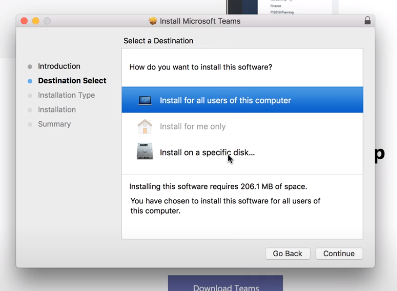 Install Microsoft Teams
Select a Destination
Introduction
Destination Select
Installation Type
Installation
Summary
How do you want to install this software?
Install for all users of this computer
Install for me only
Install on a specific disk...
Installing this software requires 206.1 MB of space.
You have chosen to install this software for all users of
this computer.
p
Go Back
Continue
Download Teams